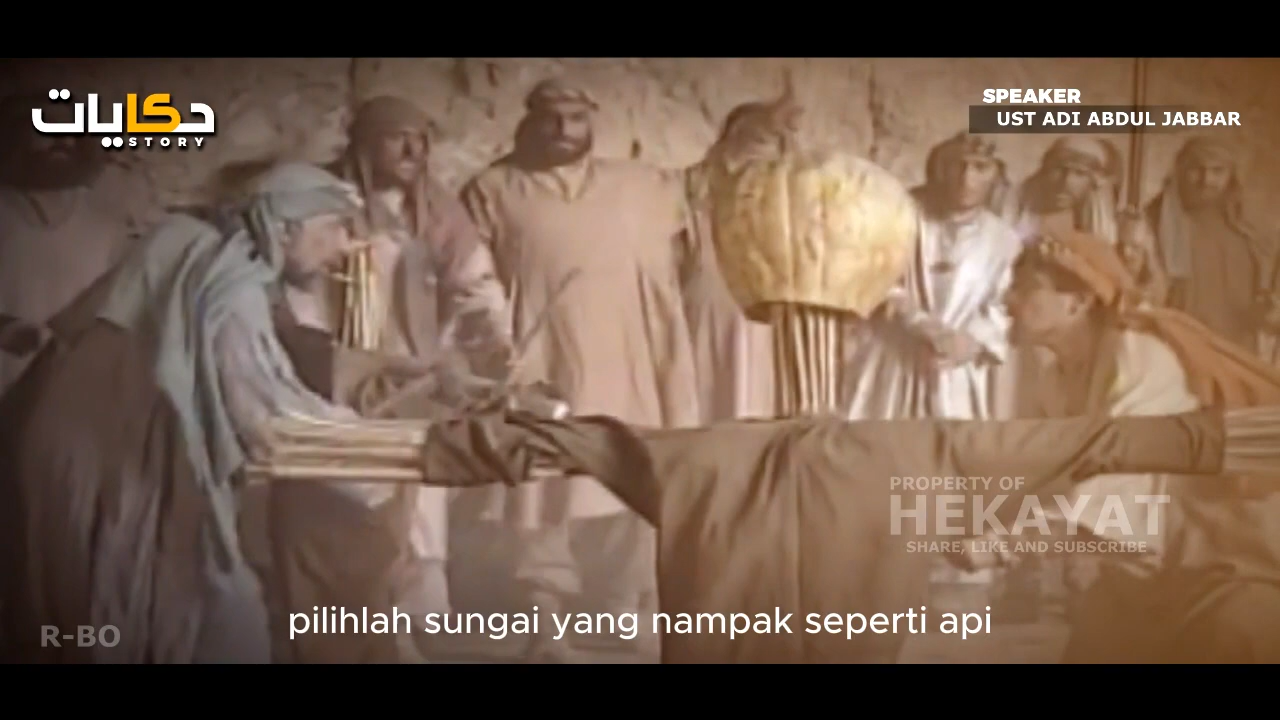 حكايات
STORY
SPEAKER
UST ADI ABDUL JABBAR
PROPERTY OF
HEKAYAT
SHARE, LIKE AND SUBSCRIBE
pilihlah sungai yang nampak seperti api
R-BO